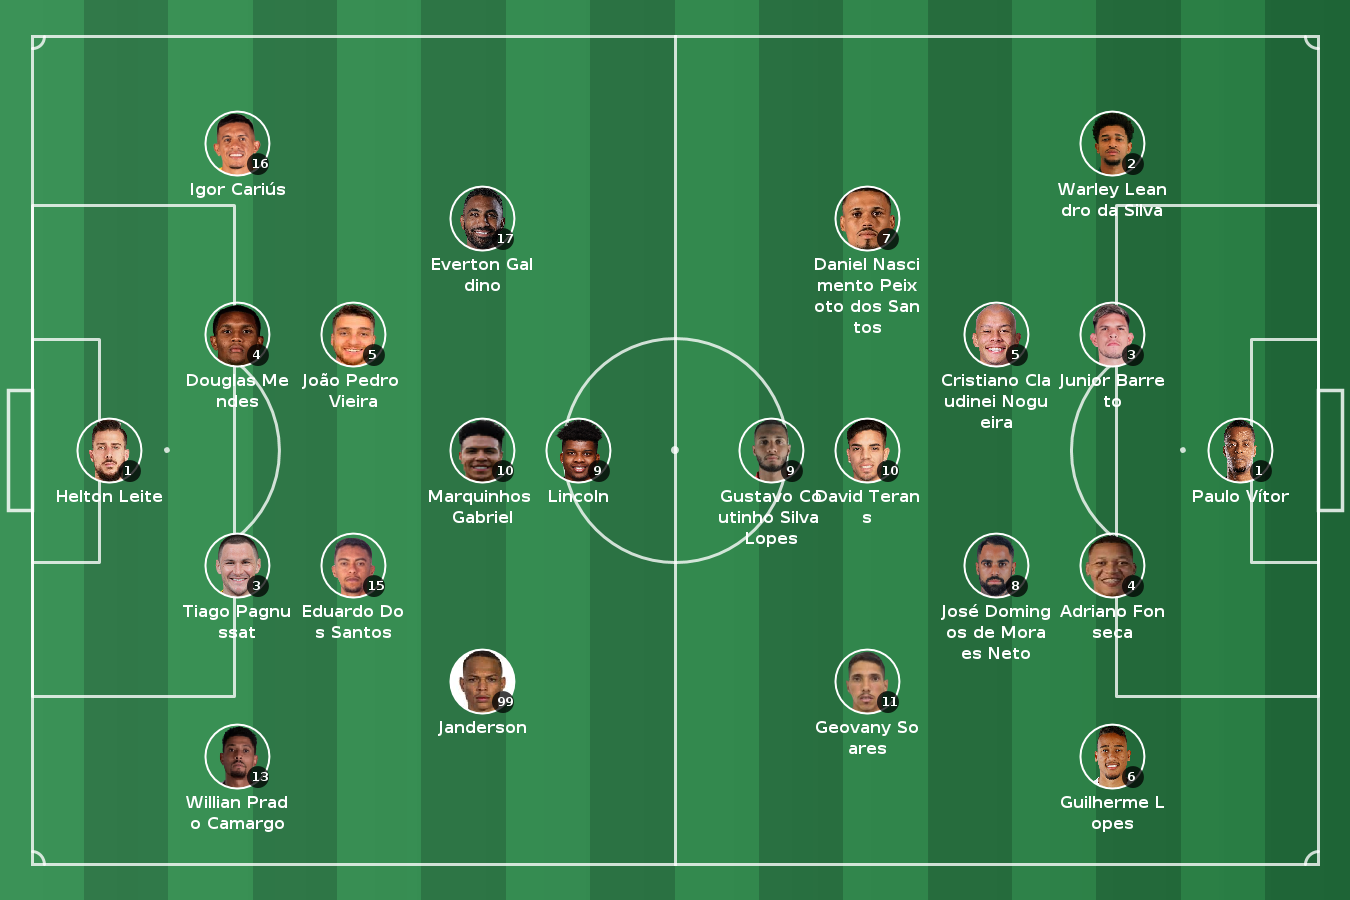 16
Igor Cariús
2
Warley Lean
dro da Silva
17
Everton Gal
dino
7
Daniel Nasci
mento Peix
oto dos San
tos
4
Douglas Me
ndes
5
João Pedro
Vieira
5
Cristiano Cla
udinei Nogu
eira
3
Junior Barre
to
1
Helton Leite
10
Marquinhos
Gabriel
9
Lincoln
9
Gustavo Co
utinho Silva
Lopes
10
David Teran
s
1
Paulo Vítor
3
Tiago Pagnu
ssat
15
Eduardo Do
s Santos
8
José Doming
os de Mora
es Neto
4
Adriano Fon
seca
99
Janderson
11
Geovany So
ares
13
Willian Prad
o Camargo
6
Guilherme L
opes